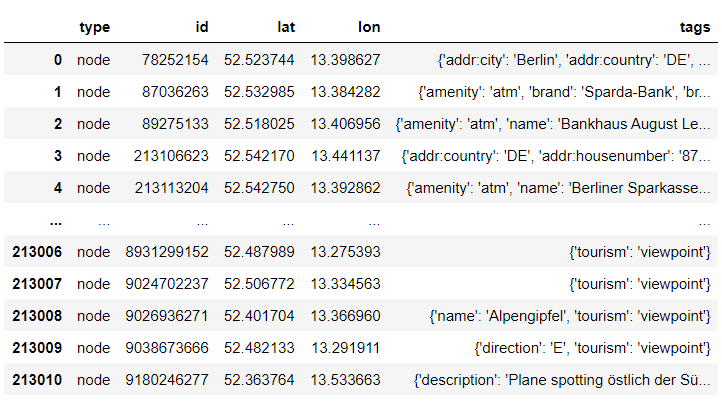 type id lat lon tags
0 node 78252154 52.523744 13.398627 {'addr:city': 'Berlin', 'addr:country': 'DE', ...
1 node 87036263 52.532985 13.384282 {'amenity': 'atm', 'brand': 'Sparda-Bank', 'br...
2 node 89275133 52.518025 13.406956 {'amenity': 'atm', 'name': 'Bankhaus August Le...
3 node 213106623 52.542170 13.441137 {'addr:country': 'DE', 'addr:housenumber': '87...
4 node 213113204 52.542750 13.392862 {'amenity': 'atm', 'name': 'Berliner Sparkasse...
... ... ... ... ... ...
213006 node 8931299152 52.487989 13.275393 {'tourism': 'viewpoint'}
213007 node 9024702237 52.506772 13.334563 {'tourism': 'viewpoint'}
213008 node 9026936271 52.401704 13.366960 {'name': 'Alpengipfel', 'tourism': 'viewpoint'}
213009 node 9038673666 52.482133 13.291911 {'direction': 'E', 'tourism': 'viewpoint'}
213010 node 9180246277 52.363764 13.533663 {'description': 'Plane spotting östlich der Sü...